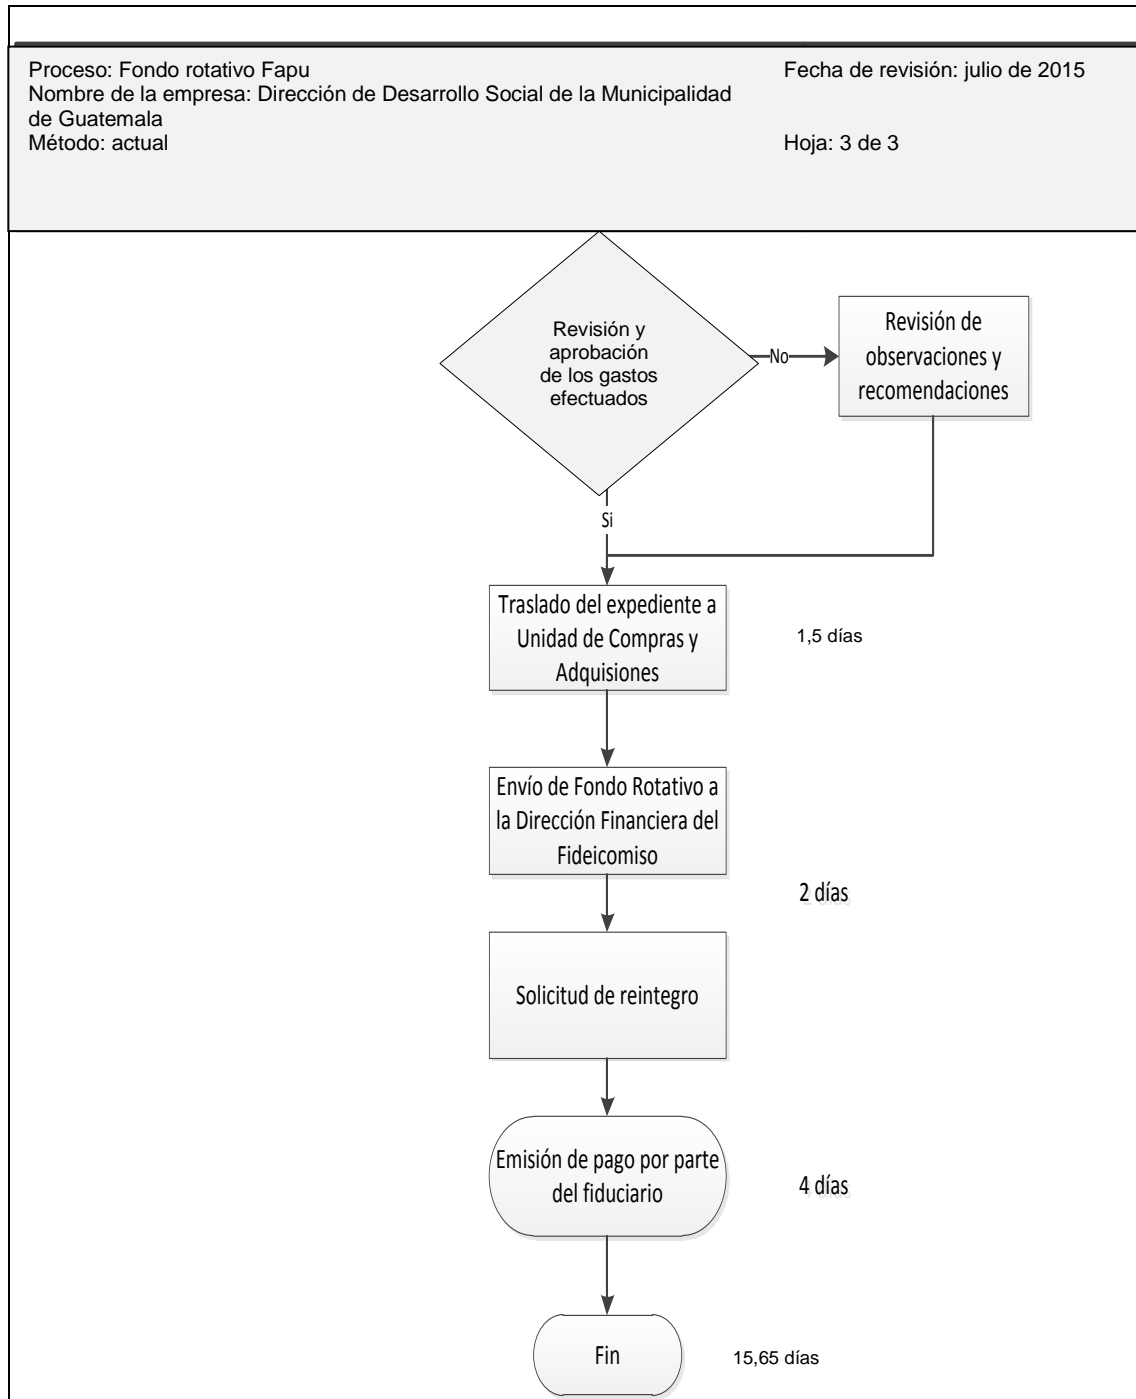 Proceso: Fondo rotativo Fapu
Fecha de revisión: julio de 2015
Nombre de la empresa: Dirección de Desarrollo Social de la Municipalidad
de Guatemala
Método: actual
Hoja: 3 de 3
Revisión y
aprobación
de los gastos
efectuados
No
Revisión de
observaciones y
recomendaciones
Si
Traslado del expediente a
Unidad de Compras y
Adquisiones
1,5 días
Envío de Fondo Rotativo a
la Dirección Financiera del
Fideicomiso
2 días
Solicitud de reintegro
Emisión de pago por parte
del fiduciario
4 días
Fin
15,65 días